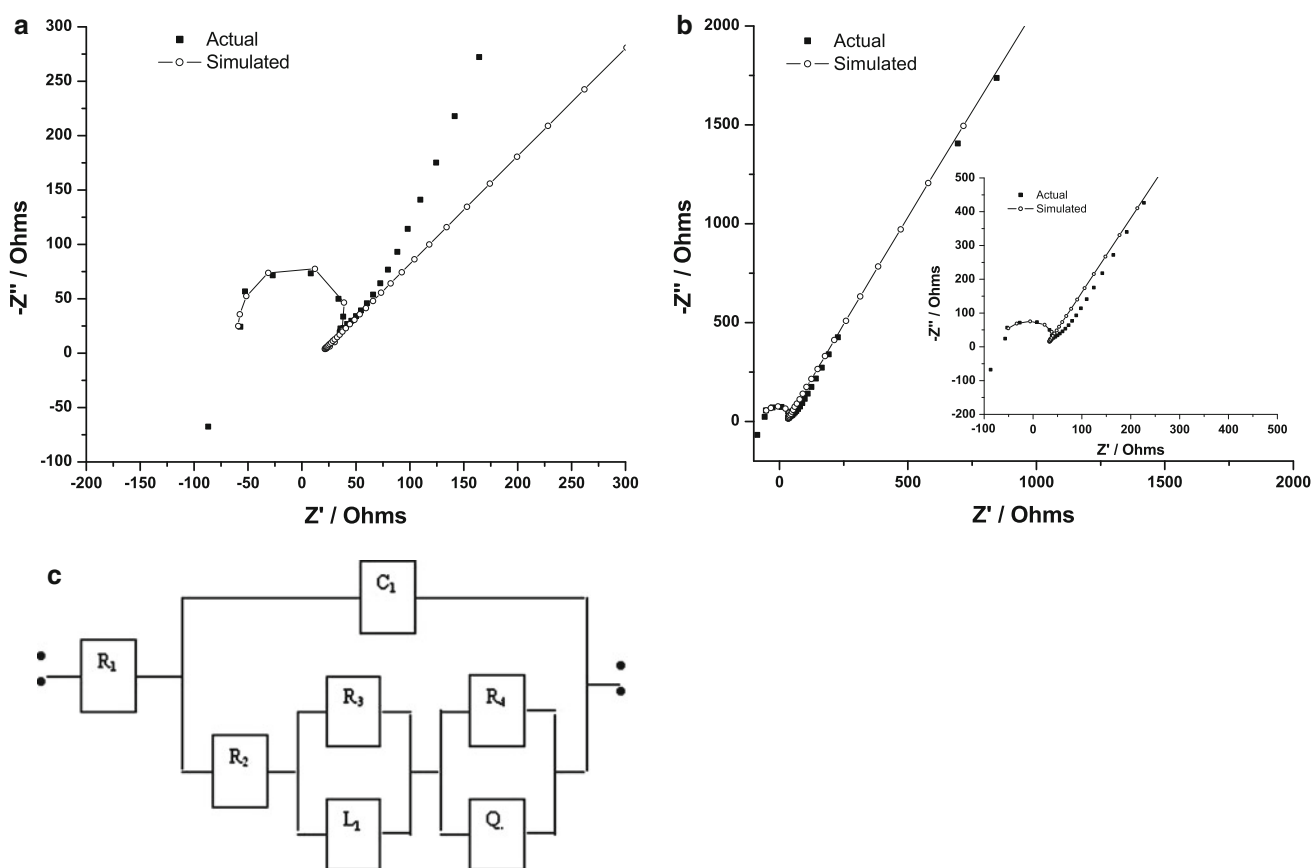 a
Actual
Simulated
300
250
200
150
100
50
0
-50
-100
-Z'' / Ohms
-200 -150 -100 -50 0 50 100 150 200 250 300
Z' / Ohms
b
Actual
Simulated
2000
1500
1000
500
0
-Z'' / Ohms
0 500 1000 1500 2000
Z' / Ohms
Actual
Simulated
500
400
300
200
100
0
-100
-200
-Z'' / Ohms
-100 0 100 200 300 400 500
Z' / Ohms
c
C1
R1
R3
R4
R2
L1
Q.